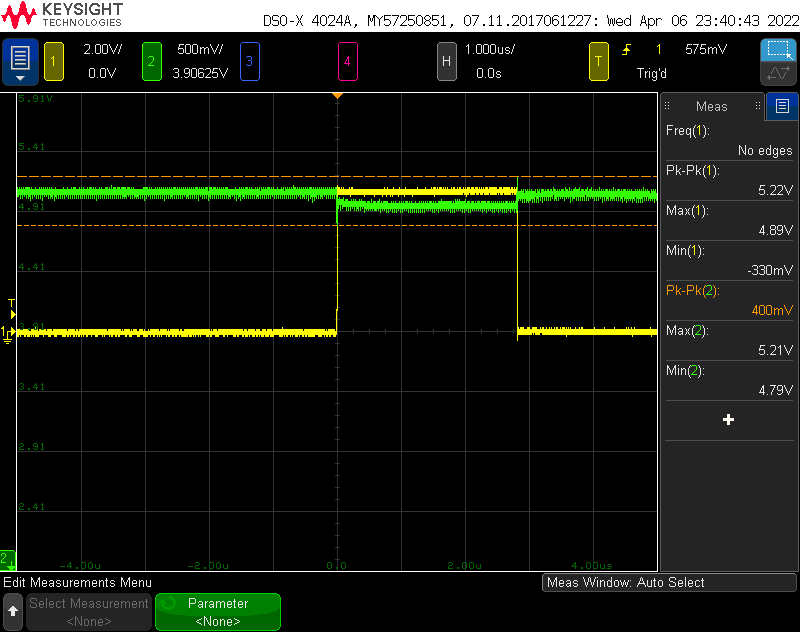 KEYSIGHT
TECHNOLOGIES
DSO-X 4024A, MY57250851, 07.11.2017061227: Wed Apr 06 23:40:43 2022
1 2.00V/ 2 500mV/ 3 4 H 1.000us/ T 1 575mV
0.0V 3.90625V 0.0s Trig'd
5.91V
5.41
4.91
4.41
T
1
3.91
3.41
2.91
2.41
2
-4.00u -2.00u 0.0 2.00u 4.00u
Meas
Freq(1):
No edges
Pk-Pk(1):
5.22V
Max(1):
4.89V
Min(1):
-330mV
Pk-Pk(2):
400mV
Max(2):
5.21V
Min(2):
4.79V
Edit Measurements Menu
Meas Window: Auto Select
Select Measurement
<None>
Parameter
<None>